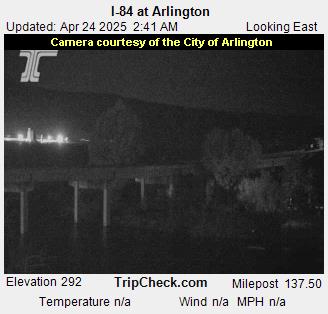 I-84 at Arlington
Updated: Apr 24 2025 2:41 AM Looking East
Camera courtesy of the City of Arlington
Elevation 292 TripCheck.com Milepost 137.50
Temperature n/a Wind n/a MPH n/a